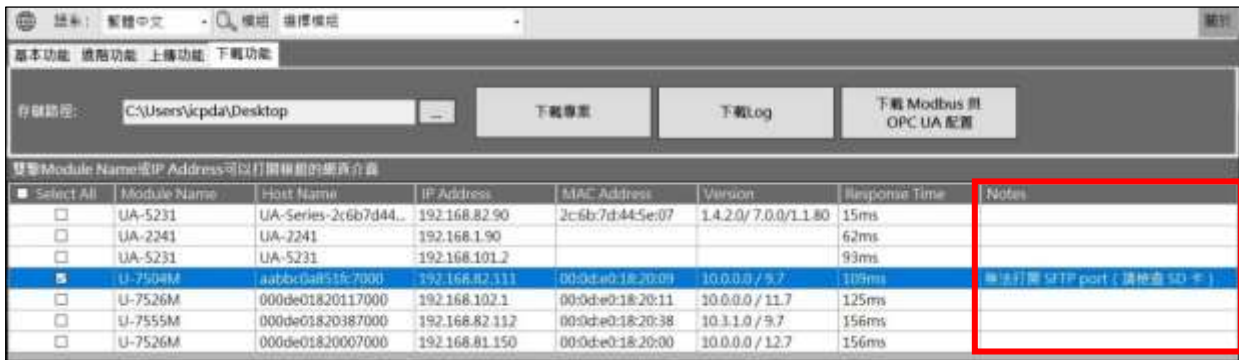 語系: 繁體中文 模組 選擇模組 關於
基本功能 進階功能 上傳功能 下載功能
存儲路徑: C:\Users\icpda\Desktop ... 下載專案 下載Log 下載 Modbus 與
OPC UA 配置
雙擊Module Name或IP Address可以打開模組的網頁介面
Select All Module Name Host Name IP Address MAC Address Version Response Time Notes
UA-5231 UA-Series-2c6b7d44... 192.168.82.90 2c:6b:7d:44:5e:07 1.4.2.0/ 7.0.0/1.1.80 15ms
UA-2241 UA-2241 192.168.1.90 62ms
UA-5231 UA-5231 192.168.101.2 93ms
U-7504M aabbc0a851fc7000 192.168.82.111 00:0d:e0:18:20:09 10.0.0.0 / 9.7 109ms 無法打開 SFTP port ( 請檢查 SD 卡 )
U-7526M 000de01820117000 192.168.102.1 00:0d:e0:18:20:11 10.0.0.0 / 11.7 125ms
U-7555M 000de01820387000 192.168.82.112 00:0d:e0:18:20:38 10.3.1.0 / 9.7 156ms
U-7526M 000de01820007000 192.168.81.150 00:0d:e0:18:20:00 10.0.0.0 / 12.7 156ms